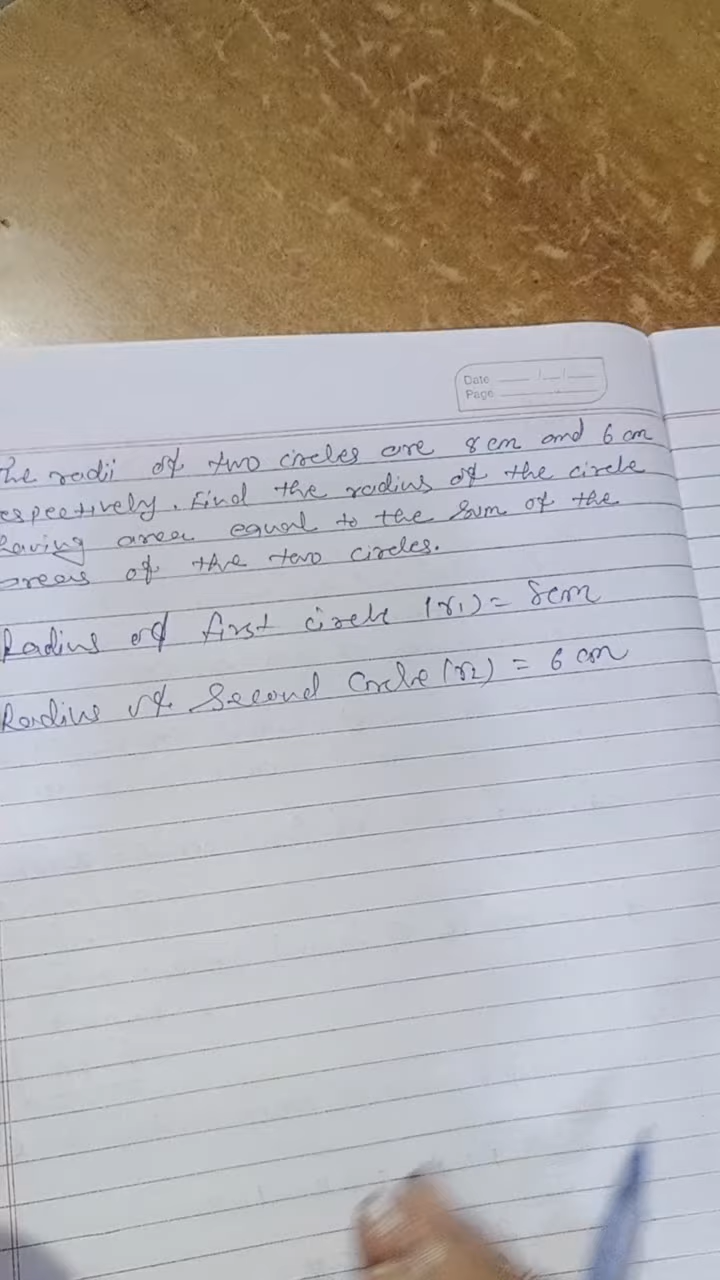 Date
Page
he radii of two circles are 8 cm and 6 cm
espectively. Find the radius of the circle
having area equal to the sum of the
areas of the two circles.
Radius of first circle (r1) = 8cm
Radius of Second Circle (r2) = 6 cm